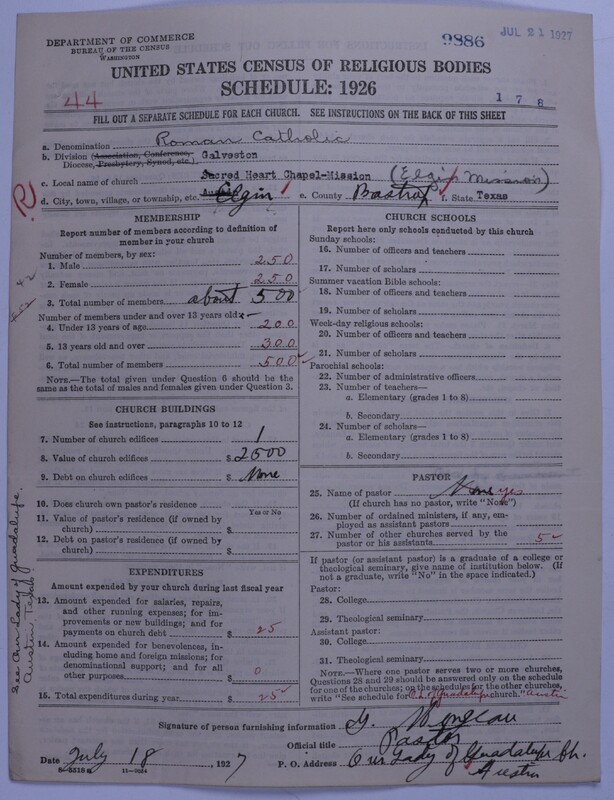 DEPARTMENT OF COMMERCE
BUREAU OF THE CENSUS
WASHINGTON
9886
JUL 21 1927
UNITED STATES CENSUS OF RELIGIOUS BODIES
SCHEDULE: 1926
44
1 7 8
FILL OUT A SEPARATE SCHEDULE FOR EACH CHURCH. SEE INSTRUCTIONS ON THE BACK OF THIS SHEET
a. Denomination Roman Catholic
b. Division (Association, Conference, Diocese, Presbytery, Synod, etc.) Galveston
c. Local name of church Sacred Heart Chapel-Mission (Elgin Mission)
d. City, town, village, or township, etc. Austin Elgin e. County Bastrop f. State Texas
MEMBERSHIP
Report number of members according to definition of member in your church
Number of members, by sex:
1. Male 250
2. Female 250
3. Total number of members about 500
Number of members under and over 13 years old:
4. Under 13 years of age 200
5. 13 years old and over 300
6. Total number of members 500
NOTE.—The total given under Question 6 should be the same as the total of males and females given under Question 3.
CHURCH BUILDINGS
See instructions, paragraphs 10 to 12
7. Number of church edifices 1
8. Value of church edifices $ 2500
9. Debt on church edifices $ None
10. Does church own pastor's residence
Yes or No
11. Value of pastor's residence (if owned by church) $
12. Debt on pastor's residence (if owned by church) $
EXPENDITURES
Amount expended by your church during last fiscal year
13. Amount expended for salaries, repairs, and other running expenses; for improvements or new buildings; and for payments on church debt $ 25
14. Amount expended for benevolences, including home and foreign missions; for denominational support; and for all other purposes $ 0
15. Total expenditures during year $ 25
See Our Lady of Guadalupe. Austin, Texas
CHURCH SCHOOLS
Report here only schools conducted by this church
Sunday schools:
16. Number of officers and teachers
17. Number of scholars
Summer vacation Bible schools:
18. Number of officers and teachers
19. Number of scholars
Week-day religious schools:
20. Number of officers and teachers
21. Number of scholars
Parochial schools:
22. Number of administrative officers
23. Number of teachers—
a. Elementary (grades 1 to 8)
b. Secondary
24. Number of scholars—
a. Elementary (grades 1 to 8)
b. Secondary
PASTOR
25. Name of pastor None yes
(If church has no pastor, write "None")
26. Number of ordained ministers, if any, employed as assistant pastors
27. Number of other churches served by the pastor or his assistants 5
If pastor (or assistant pastor) is a graduate of a college or theological seminary, give name of institution below. (If not a graduate, write "No" in the space indicated.)
Pastor:
28. College
29. Theological seminary
Assistant pastor:
30. College
31. Theological seminary
NOTE.—Where one pastor serves two or more churches, Questions 28 and 29 should be answered only on the schedule for one of the churches; on the schedules for the other churches, write "See schedule for O.L. Guadalupe church." Austin
Signature of person furnishing information
Official title Pastor
Date July 18, 1927 P. O. Address Our Lady of Guadalupe Ch.
Austin
11—9204